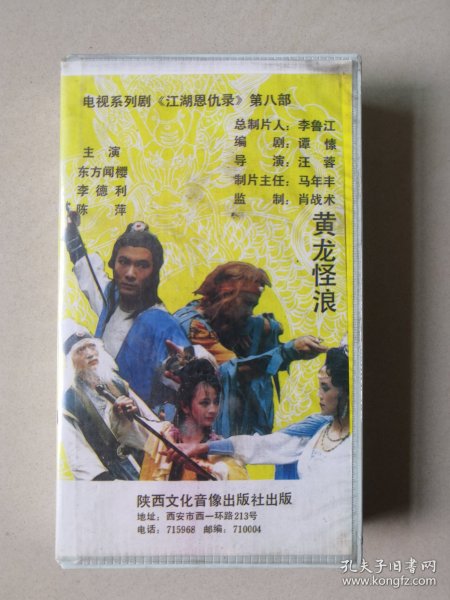 电视系列剧《江湖恩仇录》第八部
总制片人：李鲁江
编 剧：谭愫
导 演：汪蓉
制片主任：马年丰
监 制：肖战术
主 演
东方闻樱
李德利
陈 萍
黄龙怪浪
陕西文化音像出版社出版
地址：西安市西一环路213号
电话：715968 邮编：710004
孔夫子旧书网
www.kongfz.com